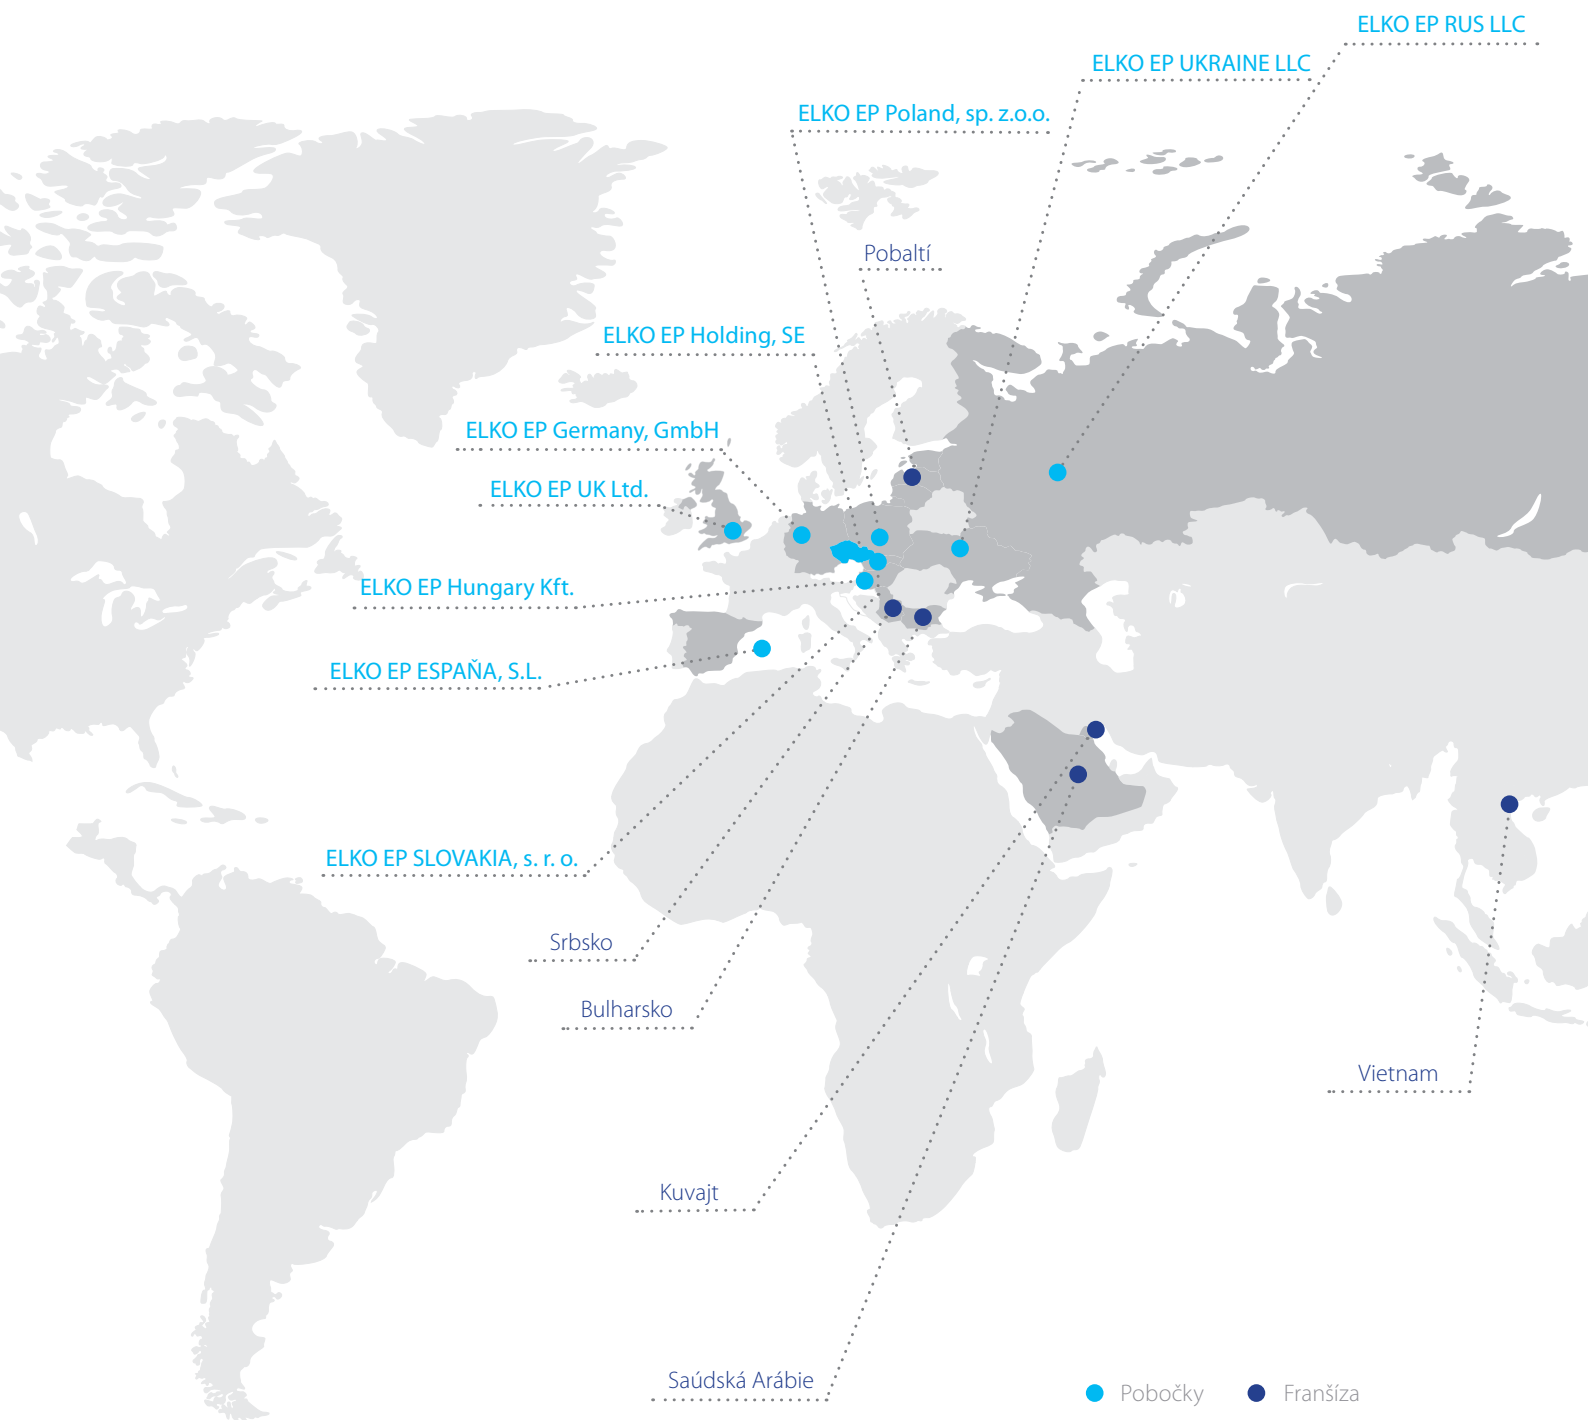 ELKO EP RUS LLC
ELKO EP UKRAINE LLC
ELKO EP Poland, sp. z.o.o.
Pobaltí
ELKO EP Holding, SE
ELKO EP Germany, GmbH
ELKO EP UK Ltd.
ELKO EP Hungary Kft.
ELKO EP ESPAŇA, S.L.
ELKO EP SLOVAKIA, s. r. o.
Srbsko
Bulharsko
Vietnam
Kuvajt
Saúdská Arábie
Pobočky
Franšíza